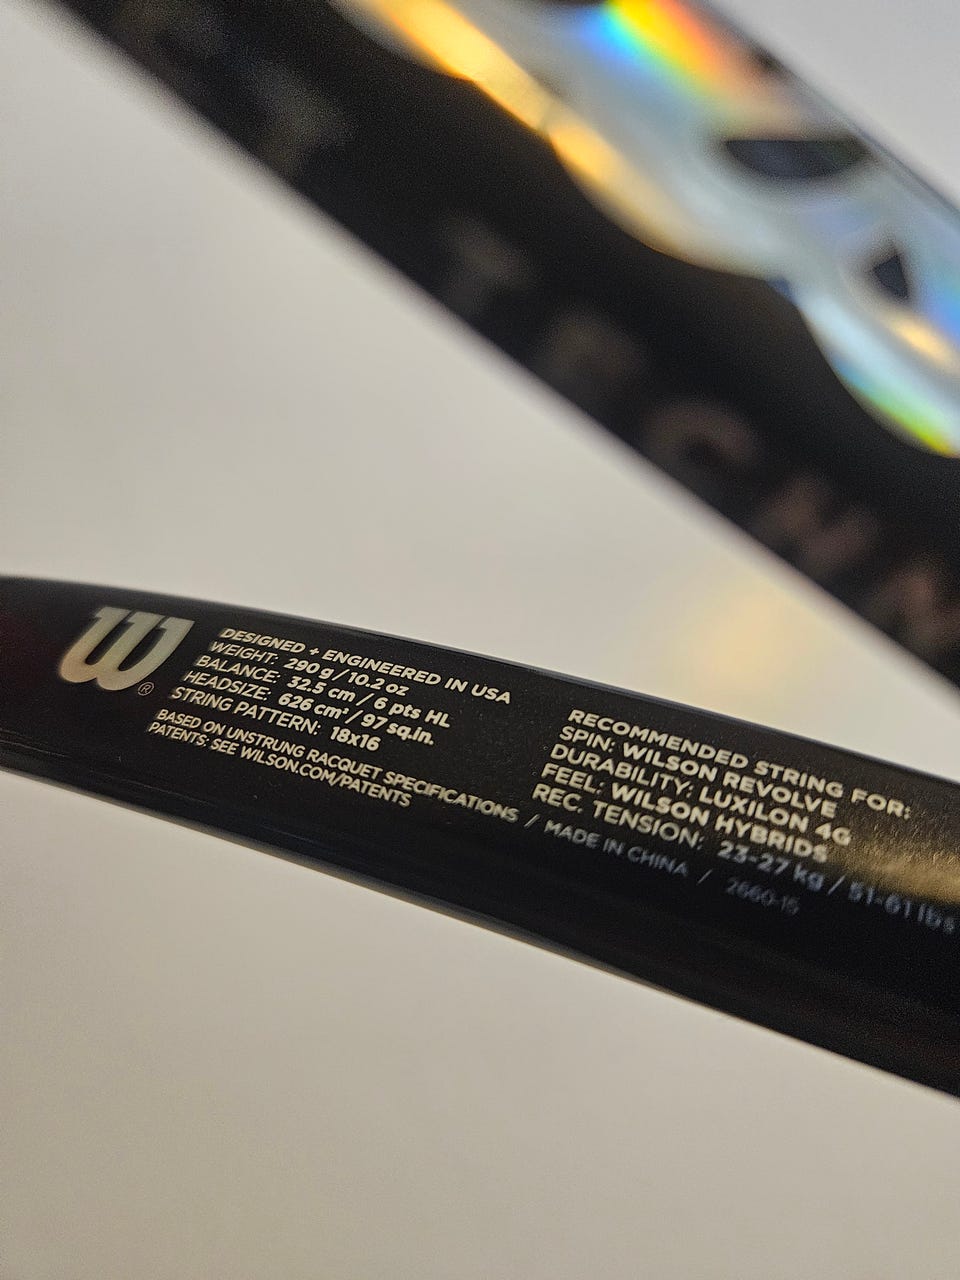 W®
DESIGNED + ENGINEERED IN USA
WEIGHT: 290 g / 10.2 oz
BALANCE: 32.5 cm / 6 pts HL
HEADSIZE: 626 cm² / 97 sq.in.
STRING PATTERN: 18x16
BASED ON UNSTRUNG RACQUET SPECIFICATIONS / MADE IN CHINA / 2660-15
PATENTS: SEE WILSON.COM/PATENTS
RECOMMENDED STRING FOR:
SPIN: WILSON REVOLVE
DURABILITY: LUXILON 4G
FEEL: WILSON HYBRIDS
REC. TENSION: 23-27 kg / 51-61 lbs